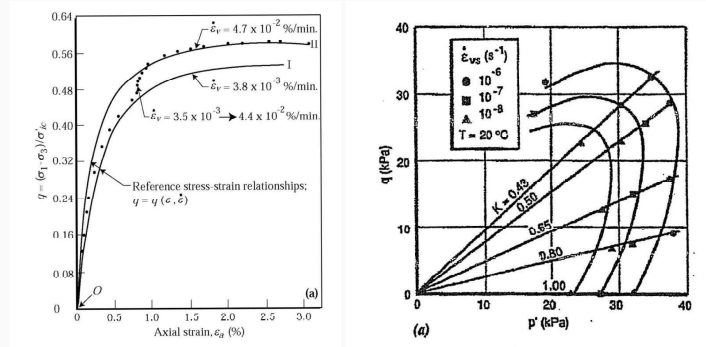 q = (σ₁-σ₃)/σ'ᵢc
0.64
0.56
0.48
0.40
0.32
0.24
0.16
0.08
0
ε̇ᵥ = 4.7 x 10⁻² %/min.
II
I
ε̇ᵥ = 3.8 x 10⁻³ %/min.
ε̇ᵥ = 3.5 x 10⁻³ → 4.4 x 10⁻² %/min.
Reference stress-strain relationships;
q = q (ε, ε̇)
O
(a)
0 0.5 1.0 1.5 2.0 2.5 3.0
Axial strain, εₐ (%)
q (kPa)
40
30
20
10
0
ε̇ᵥₛ (s⁻¹)
10⁻⁶
10⁻⁷
10⁻⁸
T = 20 °C
K = 0.43
0.50
0.65
0.80
1.00
0 10 20 30 40
(a)
p' (kPa)